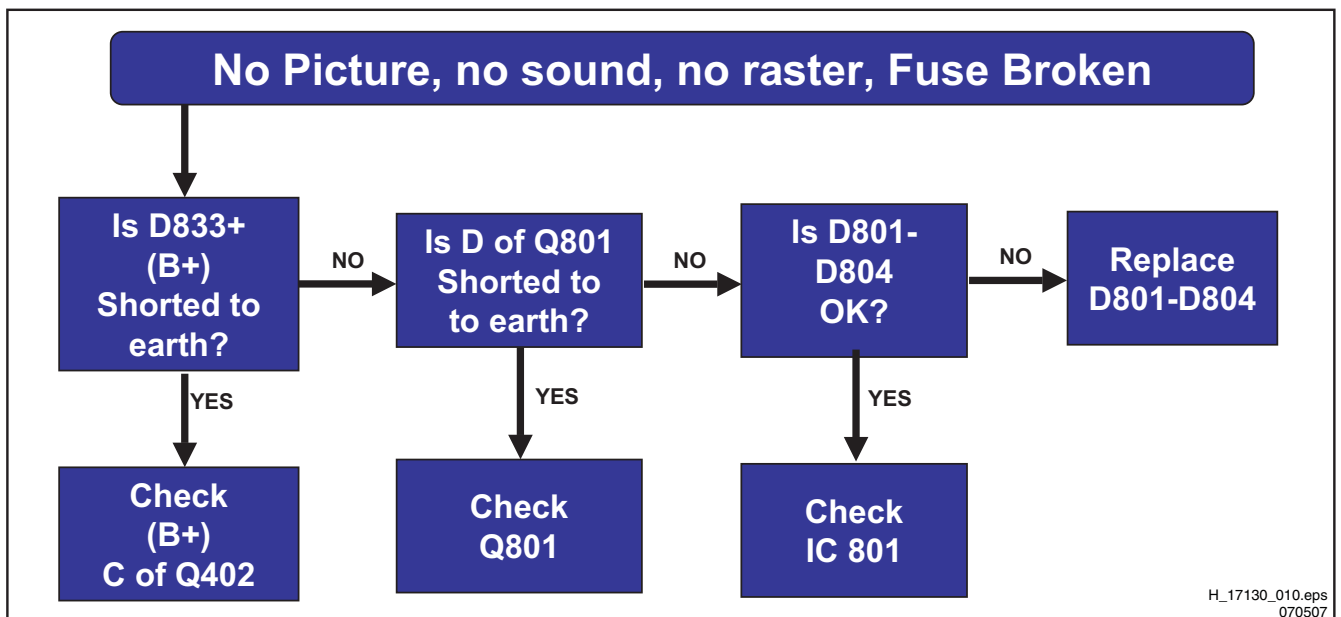 No Picture, no sound, no raster, Fuse Broken
Is D833+
(B+)
Shorted to
earth?
NO
Is D of Q801
Shorted to
to earth?
NO
Is D801-
D804
OK?
NO
Replace
D801-D804
YES
YES
YES
Check
(B+)
C of Q402
Check
Q801
Check
IC 801
H_17130_010.eps
070507